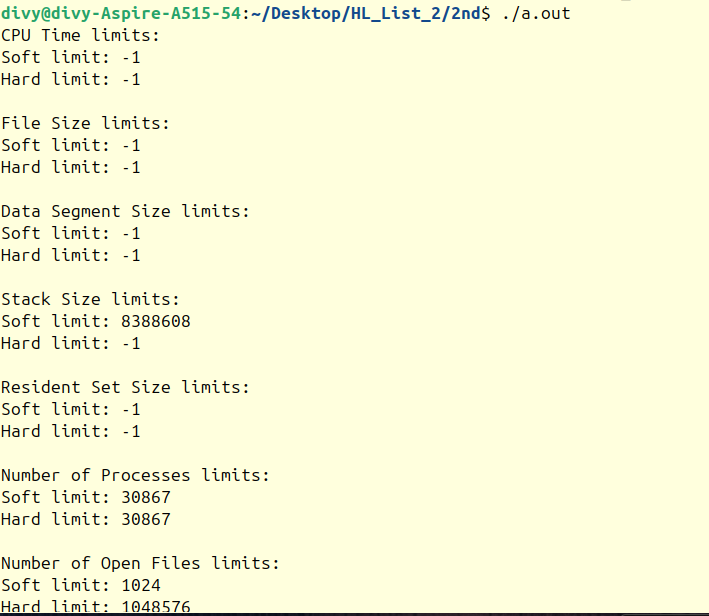 divy@divy-Aspire-A515-54:~/Desktop/HL_List_2/2nd$ ./a.out
CPU Time limits:
Soft limit: -1
Hard limit: -1
File Size limits:
Soft limit: -1
Hard limit: -1
Data Segment Size limits:
Soft limit: -1
Hard limit: -1
Stack Size limits:
Soft limit: 8388608
Hard limit: -1
Resident Set Size limits:
Soft limit: -1
Hard limit: -1
Number of Processes limits:
Soft limit: 30867
Hard limit: 30867
Number of Open Files limits:
Soft limit: 1024
Hard limit: 1048576